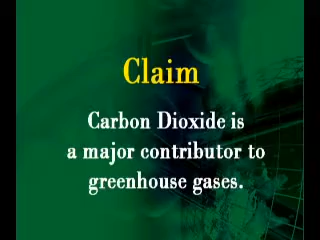 Claim
Carbon Dioxide is
a major contributor to
greenhouse gases.